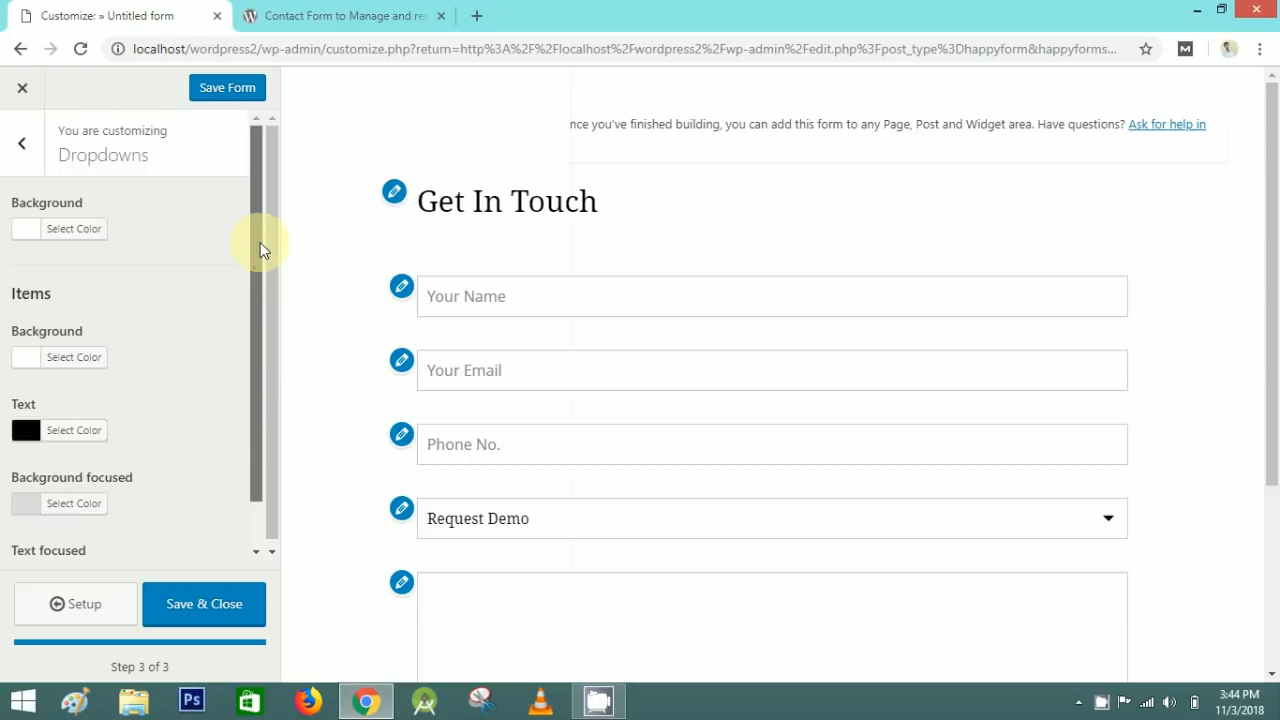 Customize: » Untitled form
Contact Form to Manage and res
localhost/wordpress2/wp-admin/customize.php?return=http%3A%2F%2Flocalhost%2Fwordpress2%2Fwp-admin%2Fedit.php%3Fpost_type%3Dhappyform&happyforms...
Save Form
You are customizing
Dropdowns
Background
Select Color
Items
Background
Select Color
Text
Select Color
Background focused
Select Color
Text focused
Setup
Save & Close
Step 3 of 3
nce you've finished building, you can add this form to any Page, Post and Widget area. Have questions? Ask for help in
Get In Touch
Your Name
Your Email
Phone No.
Request Demo
Ps
3:44 PM
11/3/2018